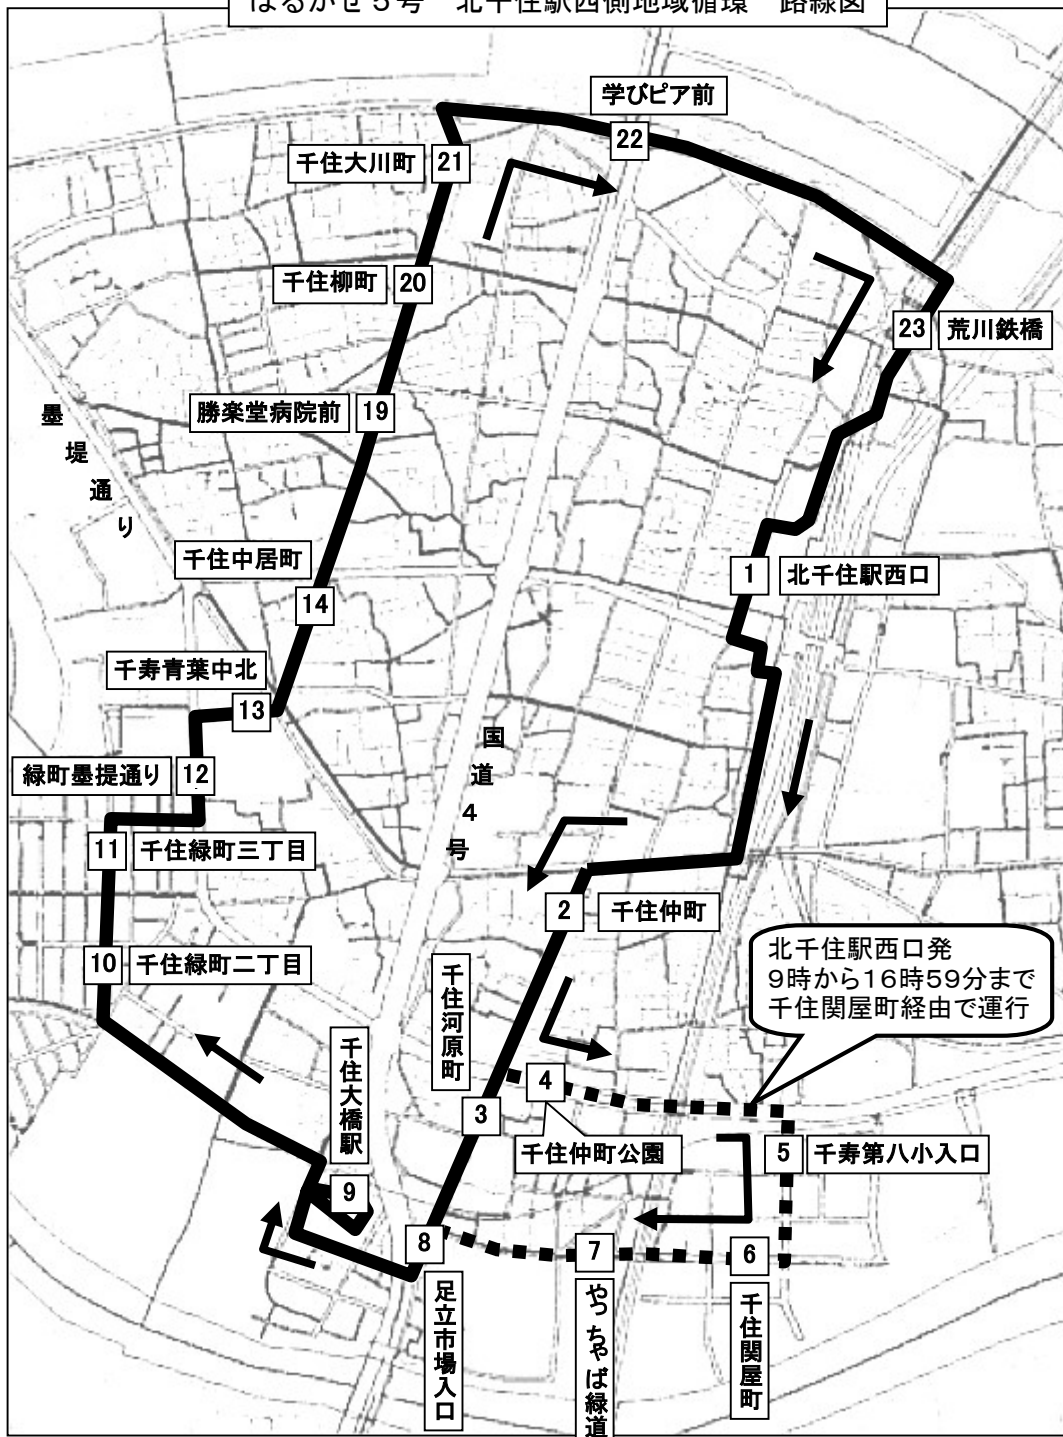 はるかぜ５号　北千住駅西側地域循環　路線図
学びピア前
22
千住大川町
21
千住柳町
20
23
荒川鉄橋
勝楽堂病院前
19
墨堤通り
千住中居町
14
1
北千住駅西口
千寿青葉中北
13
国道４号
緑町墨提通り
12
11
千住緑町三丁目
2
千住仲町
10
千住緑町二丁目
北千住駅西口発
9時から16時59分まで
千住関屋町経由で運行
千住河原町
千住大橋駅
4
3
千住仲町公園
5
千寿第八小入口
9
8
7
6
足立市場入口
やっちゃば緑道
千住関屋町